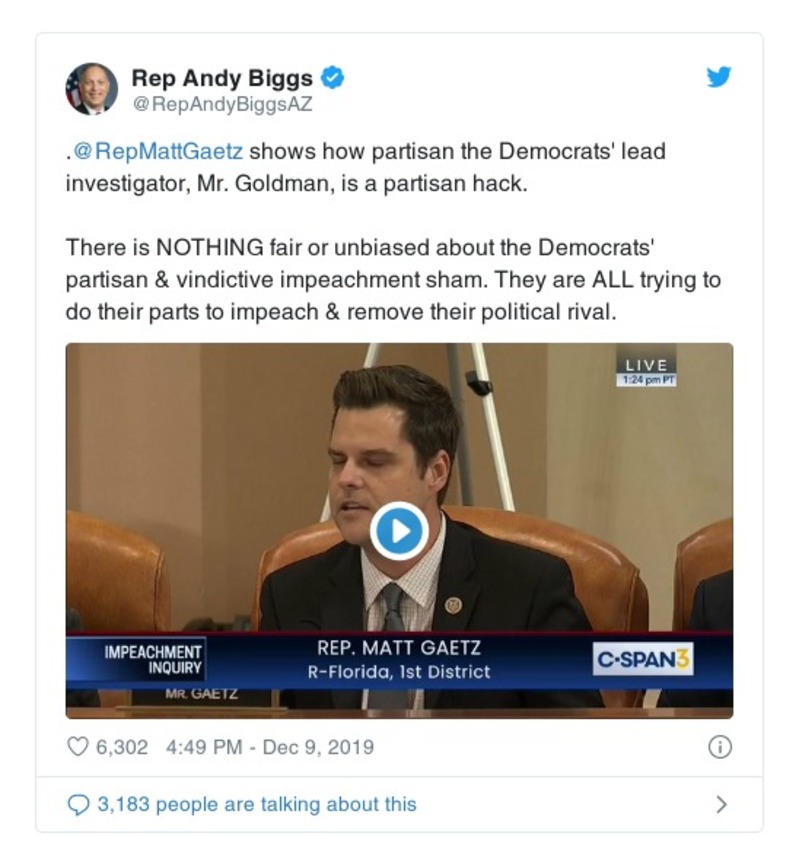 Rep Andy Biggs
@RepAndyBiggsAZ
.@RepMattGaetz shows how partisan the Democrats' lead
investigator, Mr. Goldman, is a partisan hack.
There is NOTHING fair or unbiased about the Democrats'
partisan & vindictive impeachment sham. They are ALL trying to
do their parts to impeach & remove their political rival.
LIVE
1:24 pm PT
IMPEACHMENT
INQUIRY
REP. MATT GAETZ
R-Florida, 1st District
C-SPAN3
MR. GAETZ
6,302 4:49 PM - Dec 9, 2019
3,183 people are talking about this